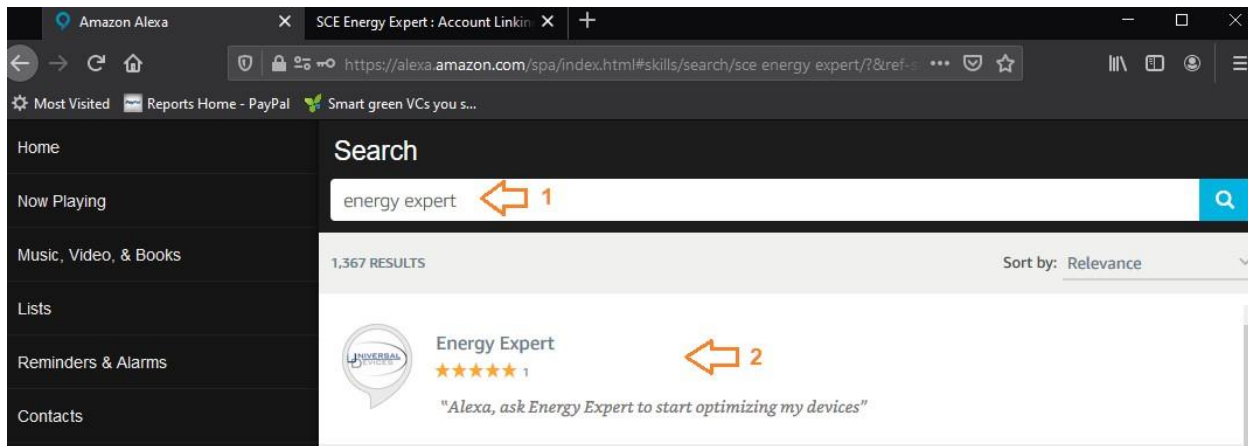 Amazon Alexa
SCE Energy Expert : Account Linkin
https://alexa.amazon.com/spa/index.html#skills/search/sce energy expert/?&ref-s
Most Visited Reports Home - PayPal Smart green VCs you s...
Home
Now Playing
Music, Video, & Books
Lists
Reminders & Alarms
Contacts
Search
energy expert 1
1,367 RESULTS Sort by: Relevance
UNIVERSAL
DEVICES
Energy Expert 2
1
"Alexa, ask Energy Expert to start optimizing my devices"